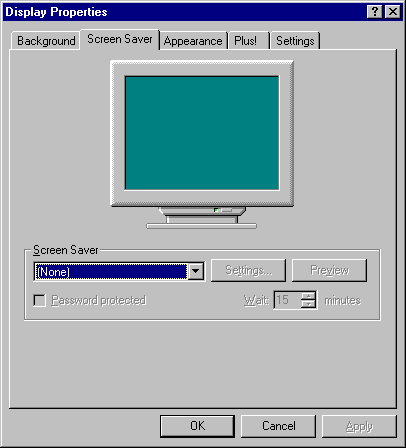 Display Properties
Background Screen Saver Appearance Plus! Settings
Screen Saver
(None) Settings... Preview
Password protected Wait: 15 minutes
OK Cancel Apply